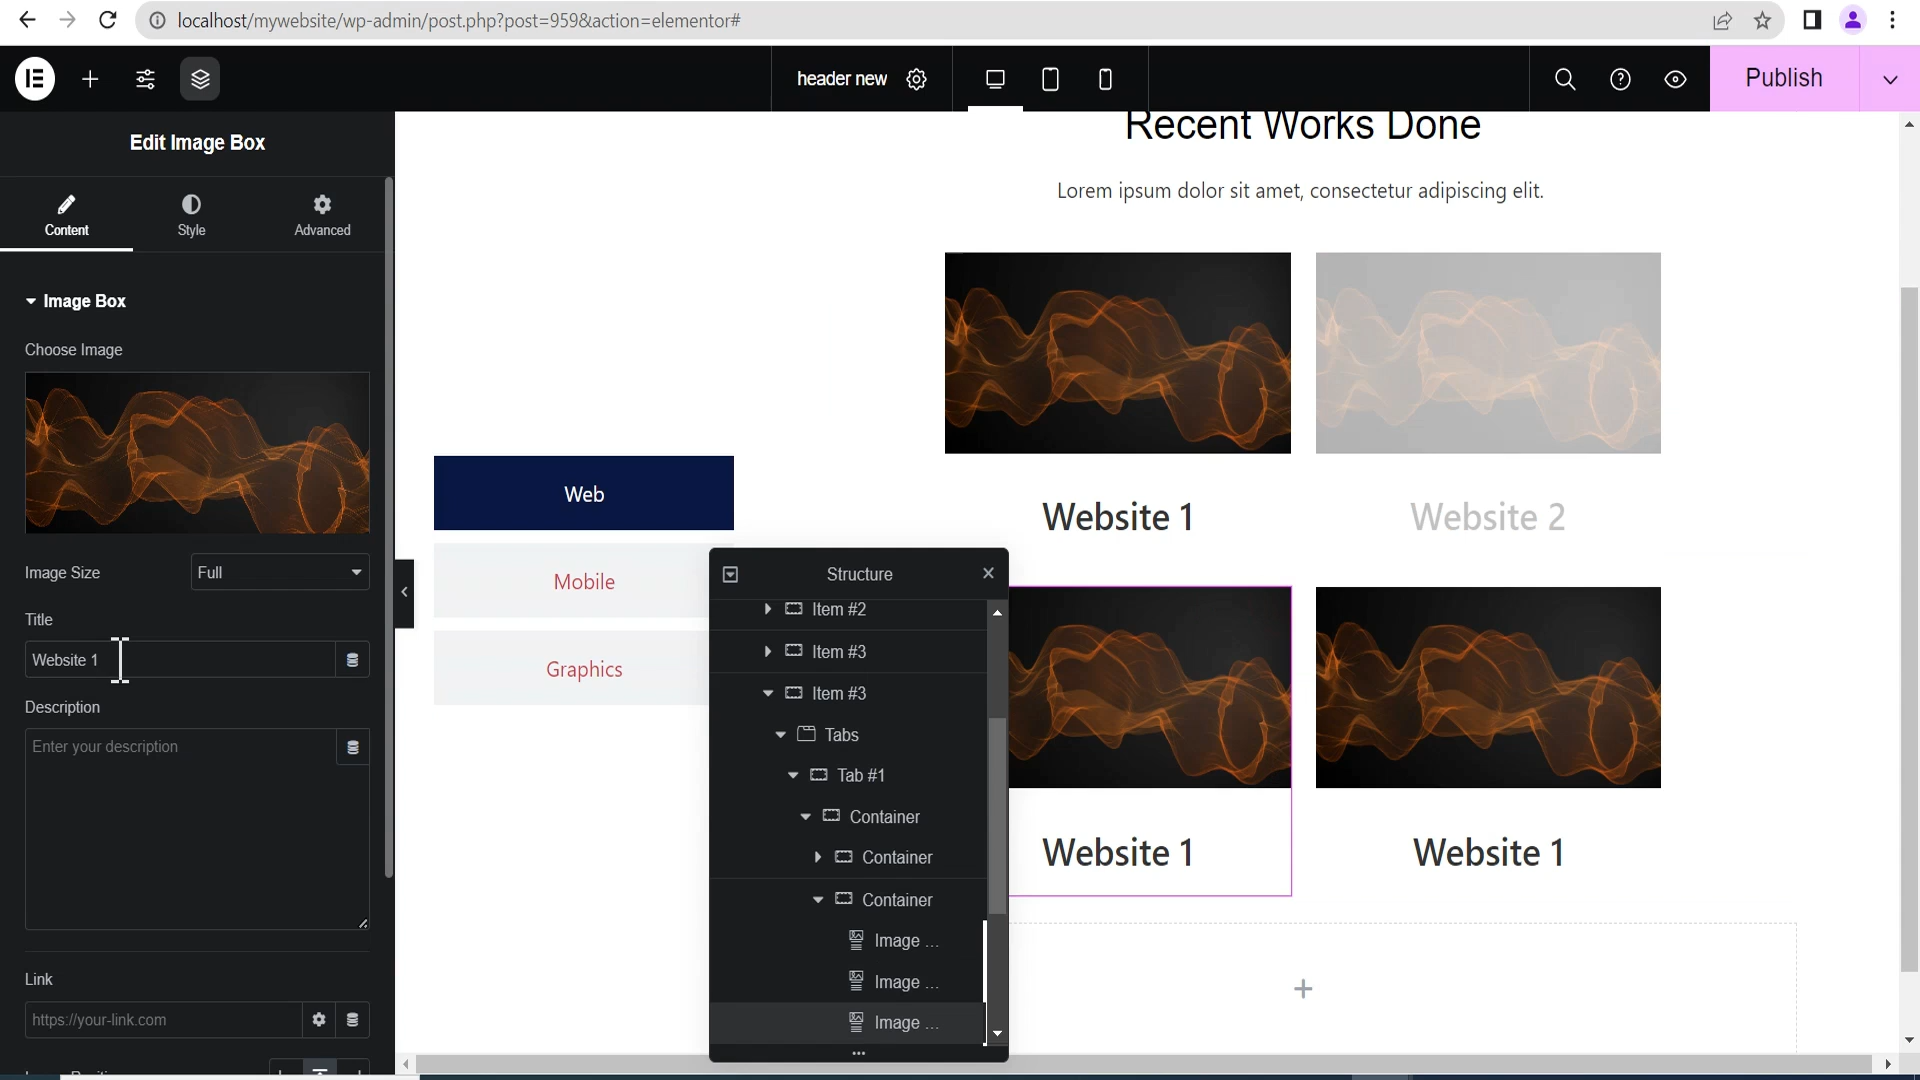 localhost/mywebsite/wp-admin/post.php?post=959&action=elementor#
header new
Publish
Edit Image Box
Content
Style
Advanced
Image Box
Choose Image
Image Size
Full
Title
Website 1
Description
Enter your description
Link
https://your-link.com
Recent Works Done
Lorem ipsum dolor sit amet, consectetur adipiscing elit.
Website 1
Website 2
Web
Mobile
Graphics
Website 1
Website 1
Structure
Item #2
Item #3
Item #3
Tabs
Tab #1
Container
Container
Container
Image ...
Image ...
Image ...